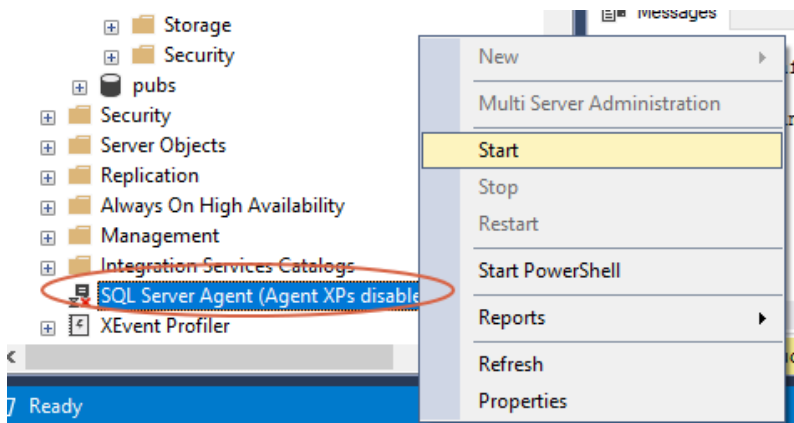 Storage
Security
pubs
Security
Server Objects
Replication
Always On High Availability
Management
Integration Services Catalogs
SQL Server Agent (Agent XPs disable
XEvent Profiler
Ready
Messages
New
Multi Server Administration
Start
Stop
Restart
Start PowerShell
Reports
Refresh
Properties